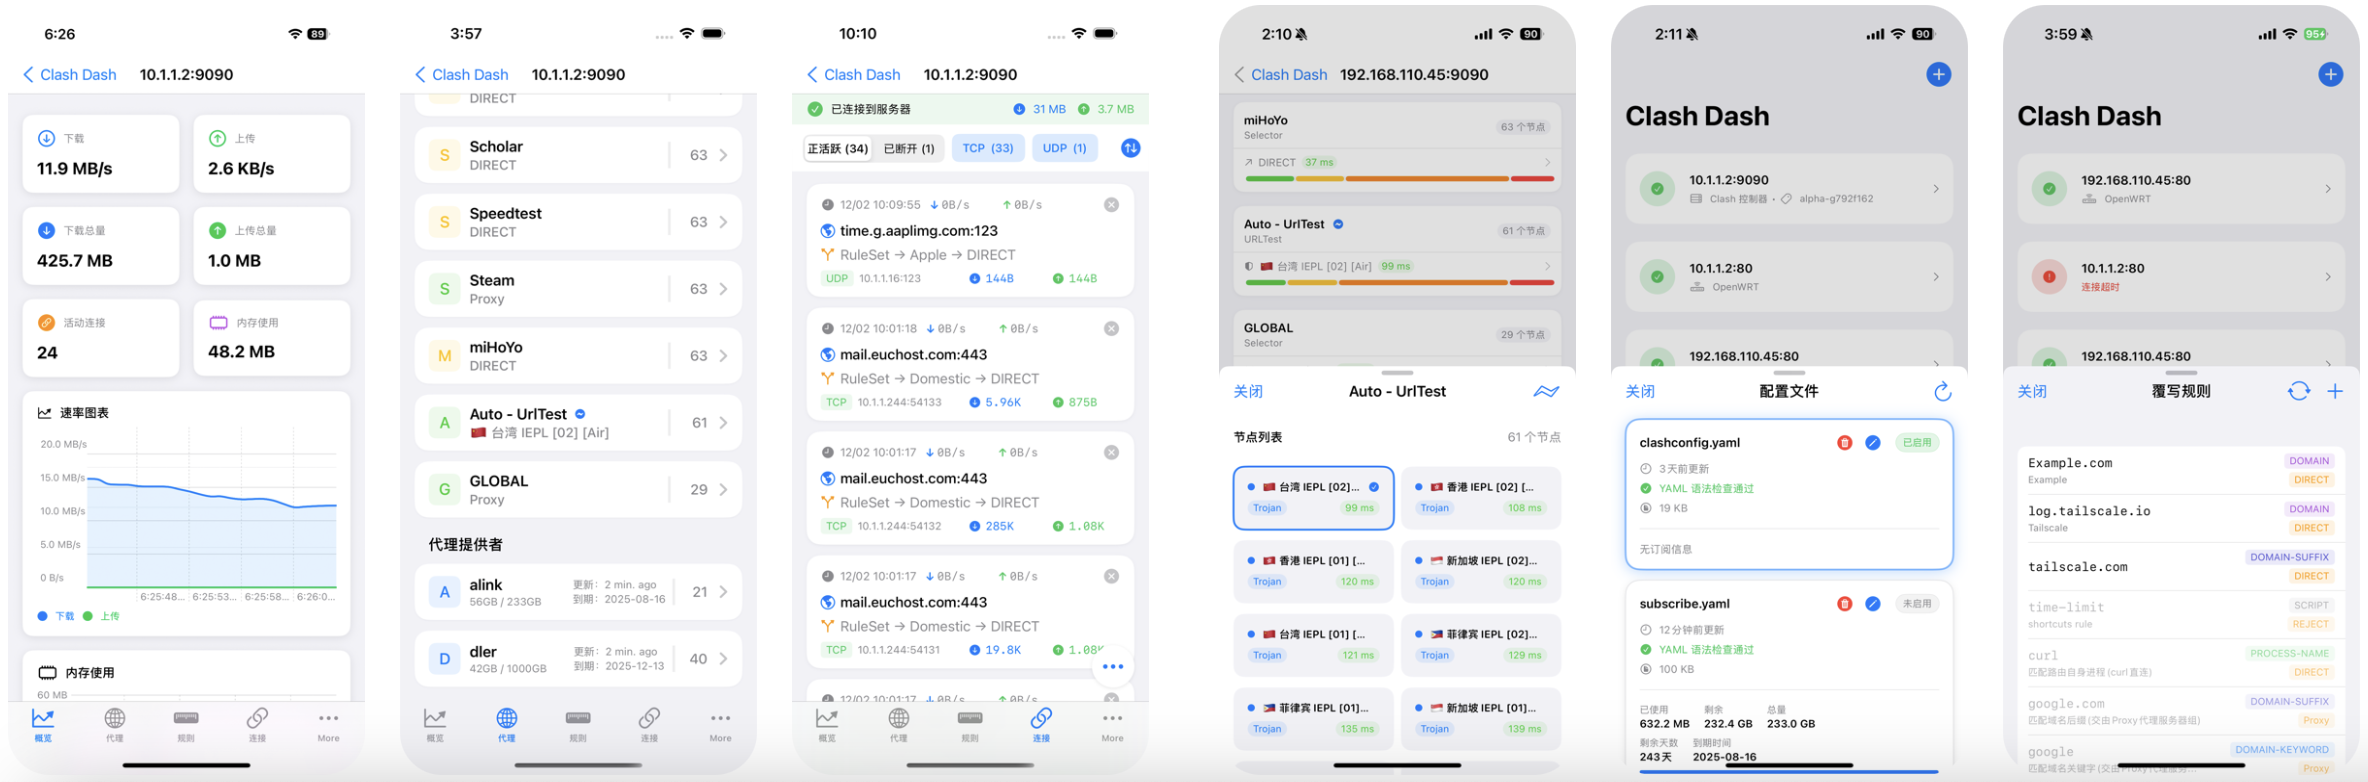 6:26
89
Clash Dash 10.1.1.2:9090
下载
11.9 MB/s
上传
2.6 KB/s
下载总量
425.7 MB
上传总量
1.0 MB
活动连接
24
内存使用
48.2 MB
速率图表
20.0 MB/s
15.0 MB/s
10.0 MB/s
5.0 MB/s
0 B/s
6:25:48... 6:25:53... 6:25:58... 6:26:0...
下载 上传
内存使用
60 MB
概览 代理 规则 连接 More
3:57
Clash Dash 10.1.1.2:9090
DIRECT
S Scholar 63
DIRECT
S Speedtest 63
DIRECT
S Steam 63
Proxy
M miHoYo 63
DIRECT
A Auto - UrlTest 61
🇨🇳 台湾 IEPL [02] [Air]
G GLOBAL 29
Proxy
代理提供者
A alink 21
56GB / 233GB
更新: 2 min. ago
到期: 2025-08-16
D dler 40
42GB / 1000GB
更新: 2 min. ago
到期: 2025-12-13
概览 代理 规则 连接 More
10:10
Clash Dash 10.1.1.2:9090
已连接到服务器 31 MB 3.7 MB
正活跃 (34) 已断开 (1) TCP (33) UDP (1)
12/02 10:09:55 ↓0B/s ↑0B/s
time.g.aaplimg.com:123
RuleSet → Apple → DIRECT
UDP 10.1.1.16:123 144B 144B
12/02 10:01:18 ↓0B/s ↑0B/s
mail.euchost.com:443
RuleSet → Domestic → DIRECT
TCP 10.1.1.244:54133 5.96K 875B
12/02 10:01:17 ↓0B/s ↑0B/s
mail.euchost.com:443
RuleSet → Domestic → DIRECT
TCP 10.1.1.244:54132 285K 1.08K
12/02 10:01:17 ↓0B/s ↑0B/s
mail.euchost.com:443
RuleSet → Domestic → DIRECT
TCP 10.1.1.244:54131 19.8K 1.08K
12/02 10:01:17 ↓0B/s ↑0B/s
概览 代理 规则 连接 More
2:10
90
Clash Dash 192.168.110.45:9090
miHoYo 63 个节点
Selector
DIRECT 37 ms
Auto - UrlTest 61 个节点
URLTest
🇨🇳 台湾 IEPL [02] [Air] 99 ms
GLOBAL 29 个节点
Selector
关闭 Auto - UrlTest
节点列表 61 个节点
🇨🇳 台湾 IEPL [02]...
Trojan 99 ms
🇭🇰 香港 IEPL [02] [...
Trojan 108 ms
🇭🇰 香港 IEPL [01] [...
Trojan 120 ms
🇸🇬 新加坡 IEPL [02]...
Trojan 120 ms
🇨🇳 台湾 IEPL [01] [...
Trojan 121 ms
🇵🇭 菲律宾 IEPL [02]...
Trojan 129 ms
🇵🇭 菲律宾 IEPL [01]...
Trojan 135 ms
🇸🇬 新加坡 IEPL [01]...
Trojan 139 ms
2:11
90
Clash Dash
10.1.1.2:9090
Clash 控制器 • alpha-g792f162
10.1.1.2:80
OpenWRT
192.168.110.45:80
关闭 配置文件
clashconfig.yaml 已启用
3天前更新
YAML 语法检查通过
19 KB
无订阅信息
subscribe.yaml 未启用
12分钟前更新
YAML 语法检查通过
100 KB
已使用 剩余 总量
632.2 MB 232.4 GB 233.0 GB
剩余天数 到期时间
243天 2025-08-16
3:59
95
Clash Dash
192.168.110.45:80
OpenWRT
10.1.1.2:80
连接超时
192.168.110.45:80
关闭 覆写规则
Example.com DOMAIN
Example DIRECT
log.tailscale.io DOMAIN
Tailscale DIRECT
tailscale.com DOMAIN-SUFFIX
DIRECT
time-limit SCRIPT
shortcuts rule REJECT
curl PROCESS-NAME
匹配路由自身进程(curl直连) DIRECT
google.com DOMAIN-SUFFIX
匹配域名后缀(交由Proxy代理服务器组) Proxy
google DOMAIN-KEYWORD
匹配域名关键字(交由Proxy代理服务... Proxy